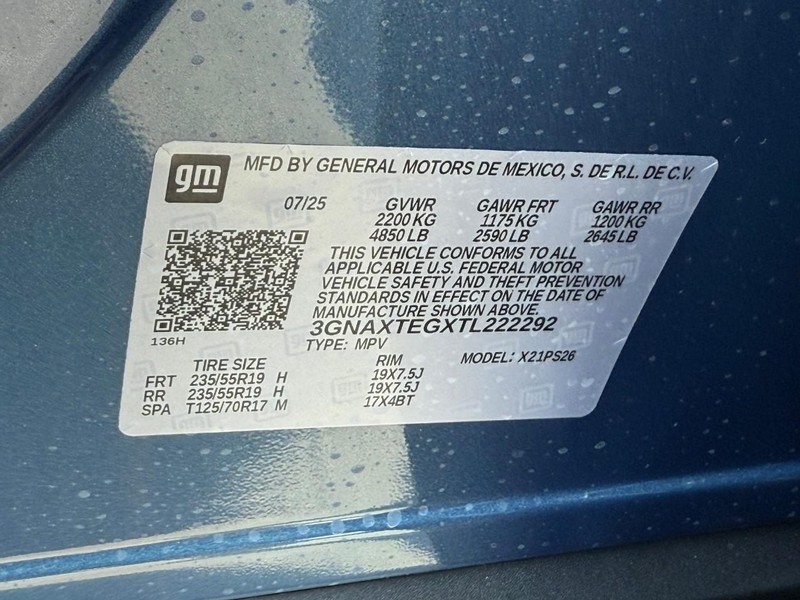 gm MFD BY GENERAL MOTORS DE MEXICO, S. DE R.L. DE C.V.
07/25 GVWR GAWR FRT GAWR RR
2200 KG 1175 KG 1200 KG
4850 LB 2590 LB 2645 LB
THIS VEHICLE CONFORMS TO ALL
APPLICABLE U.S. FEDERAL MOTOR
VEHICLE SAFETY AND THEFT PREVENTION
STANDARDS IN EFFECT ON THE DATE OF
MANUFACTURE SHOWN ABOVE.
3GNAXTEGXTL222292
136H
TYPE: MPV MODEL: X21PS26
TIRE SIZE RIM
FRT 235/55R19 H 19X7.5J
RR 235/55R19 H 19X7.5J
SPA T125/70R17 M 17X4BT